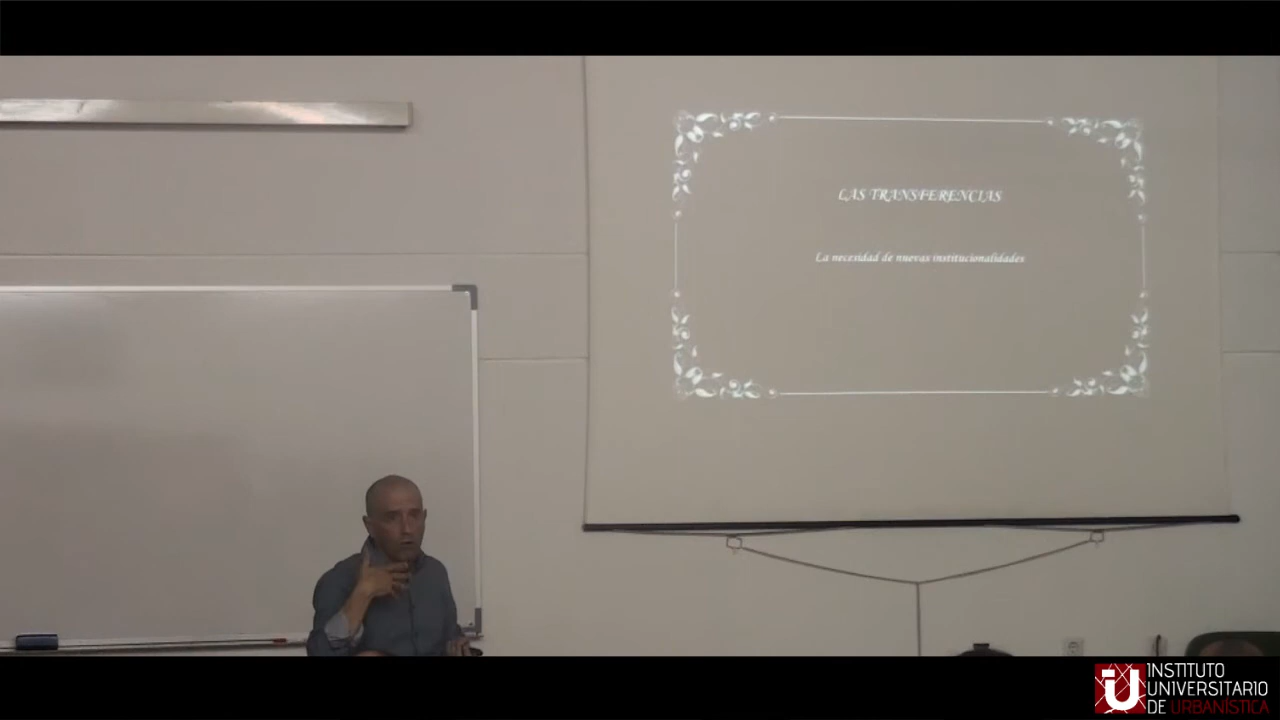 LAS TRANSFERENCIAS
La necesidad de nuevas institucionalidades
INSTITUTO
UNIVERSITARIO
DE URBANÍSTICA